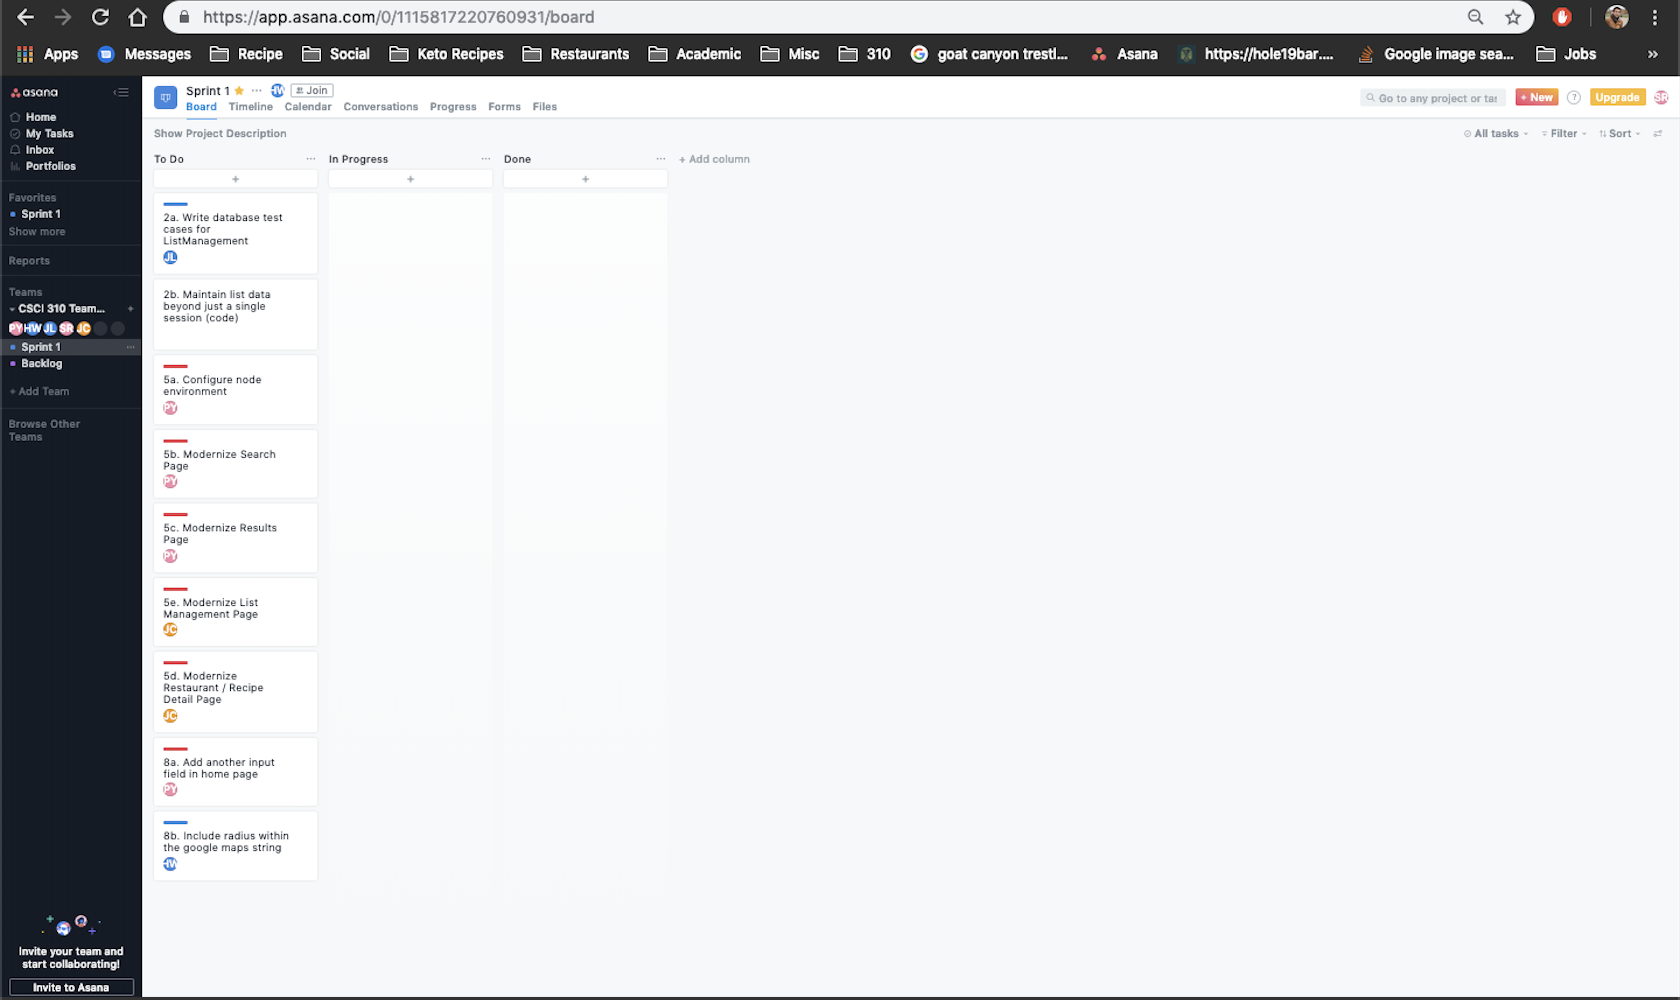 https://app.asana.com/0/1115817220760931/board
Apps
Messages
Recipe
Social
Keto Recipes
Restaurants
Academic
Misc
310
goat canyon trestl...
Asana
https://hole19bar....
Google image sea...
Jobs
»
asana
Home
My Tasks
Inbox
Portfolios
Favorites
Sprint 1
Show more
Reports
Teams
CSCI 310 Team...
+
PY HW JL SR JC
Sprint 1
...
Backlog
+ Add Team
Browse Other
Teams
Invite your team and
start collaborating!
Invite to Asana
Sprint 1
...
HW
Join
Board
Timeline
Calendar
Conversations
Progress
Forms
Files
Go to any project or tas
+ New
?
Upgrade
SR
Show Project Description
All tasks
Filter
Sort
To Do
...
+
2a. Write database test
cases for
ListManagement
JL
2b. Maintain list data
beyond just a single
session (code)
5a. Configure node
environment
PY
5b. Modernize Search
Page
PY
5c. Modernize Results
Page
PY
5e. Modernize List
Management Page
JC
5d. Modernize
Restaurant / Recipe
Detail Page
JC
8a. Add another input
field in home page
PY
8b. Include radius within
the google maps string
HW
In Progress
...
+
Done
...
+
+ Add column